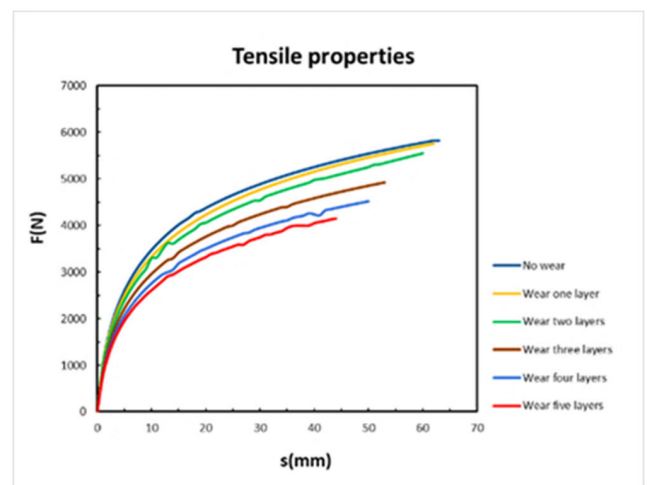 Tensile properties
7000
6000
5000
4000
3000
2000
1000
0
F(N)
0 10 20 30 40 50 60 70
s(mm)
No wear
Wear one layer
Wear two layers
Wear three layers
Wear four layers
Wear five layers